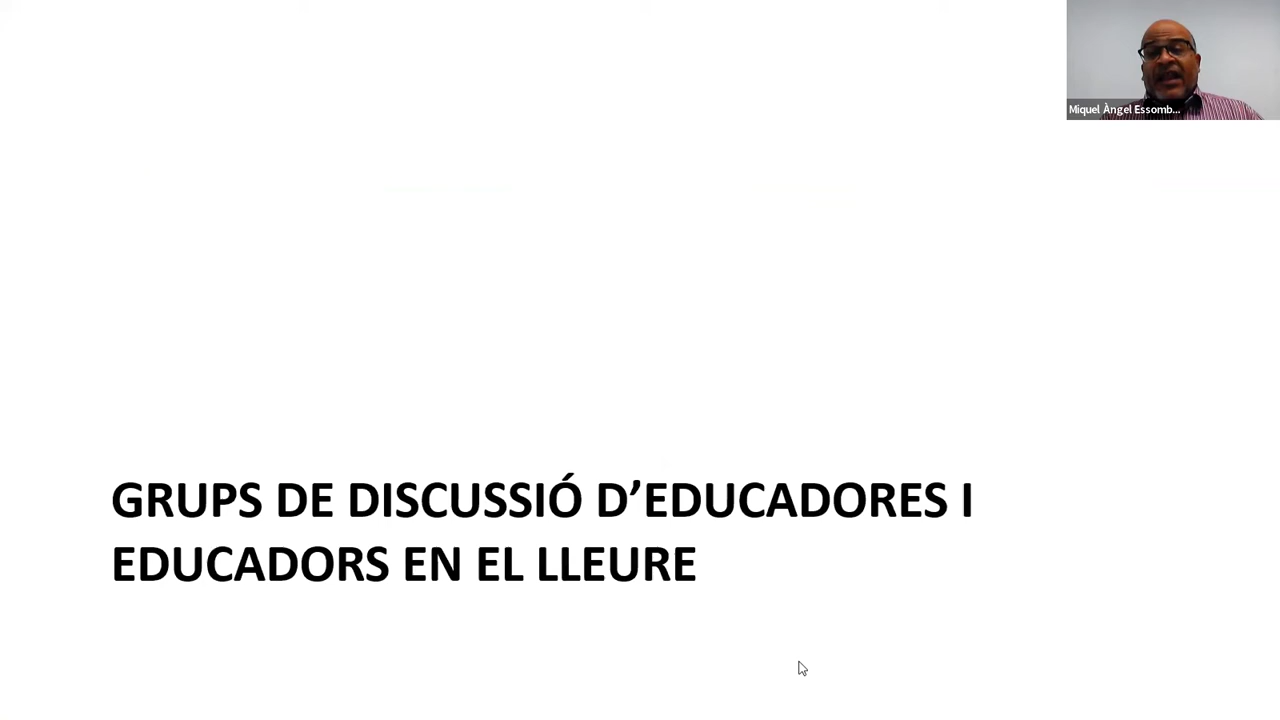 Miquel Àngel Essomb...
GRUPS DE DISCUSSIÓ D’EDUCADORES I
EDUCADORS EN EL LLEURE